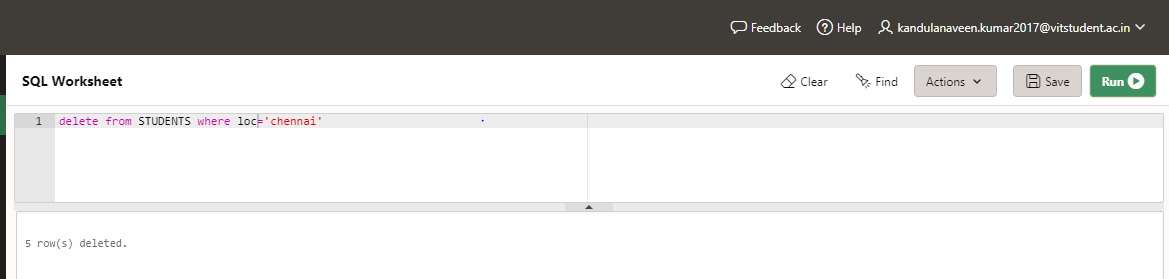 Feedback Help kandulanaveen.kumar2017@vitstudent.ac.in
SQL Worksheet Clear Find Actions Save Run
1 delete from STUDENTS where loc='chennai'
5 row(s) deleted.